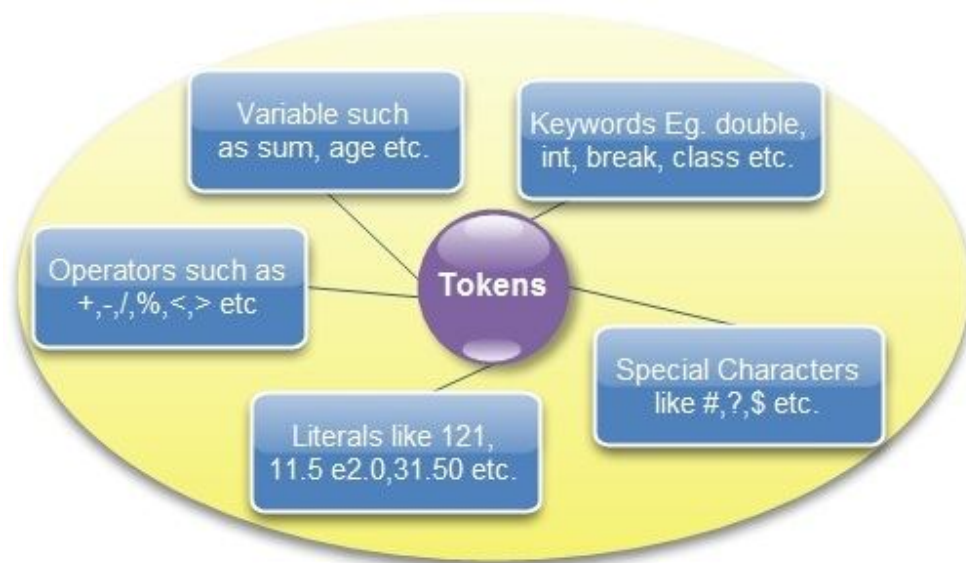 Variable such
as sum, age etc.
Keywords Eg. double,
int, break, class etc.
Operators such as
+,-,/,%,<,> etc
Tokens
Special Characters
like #,?,$ etc.
Literals like 121,
11.5 e2.0,31.50 etc.